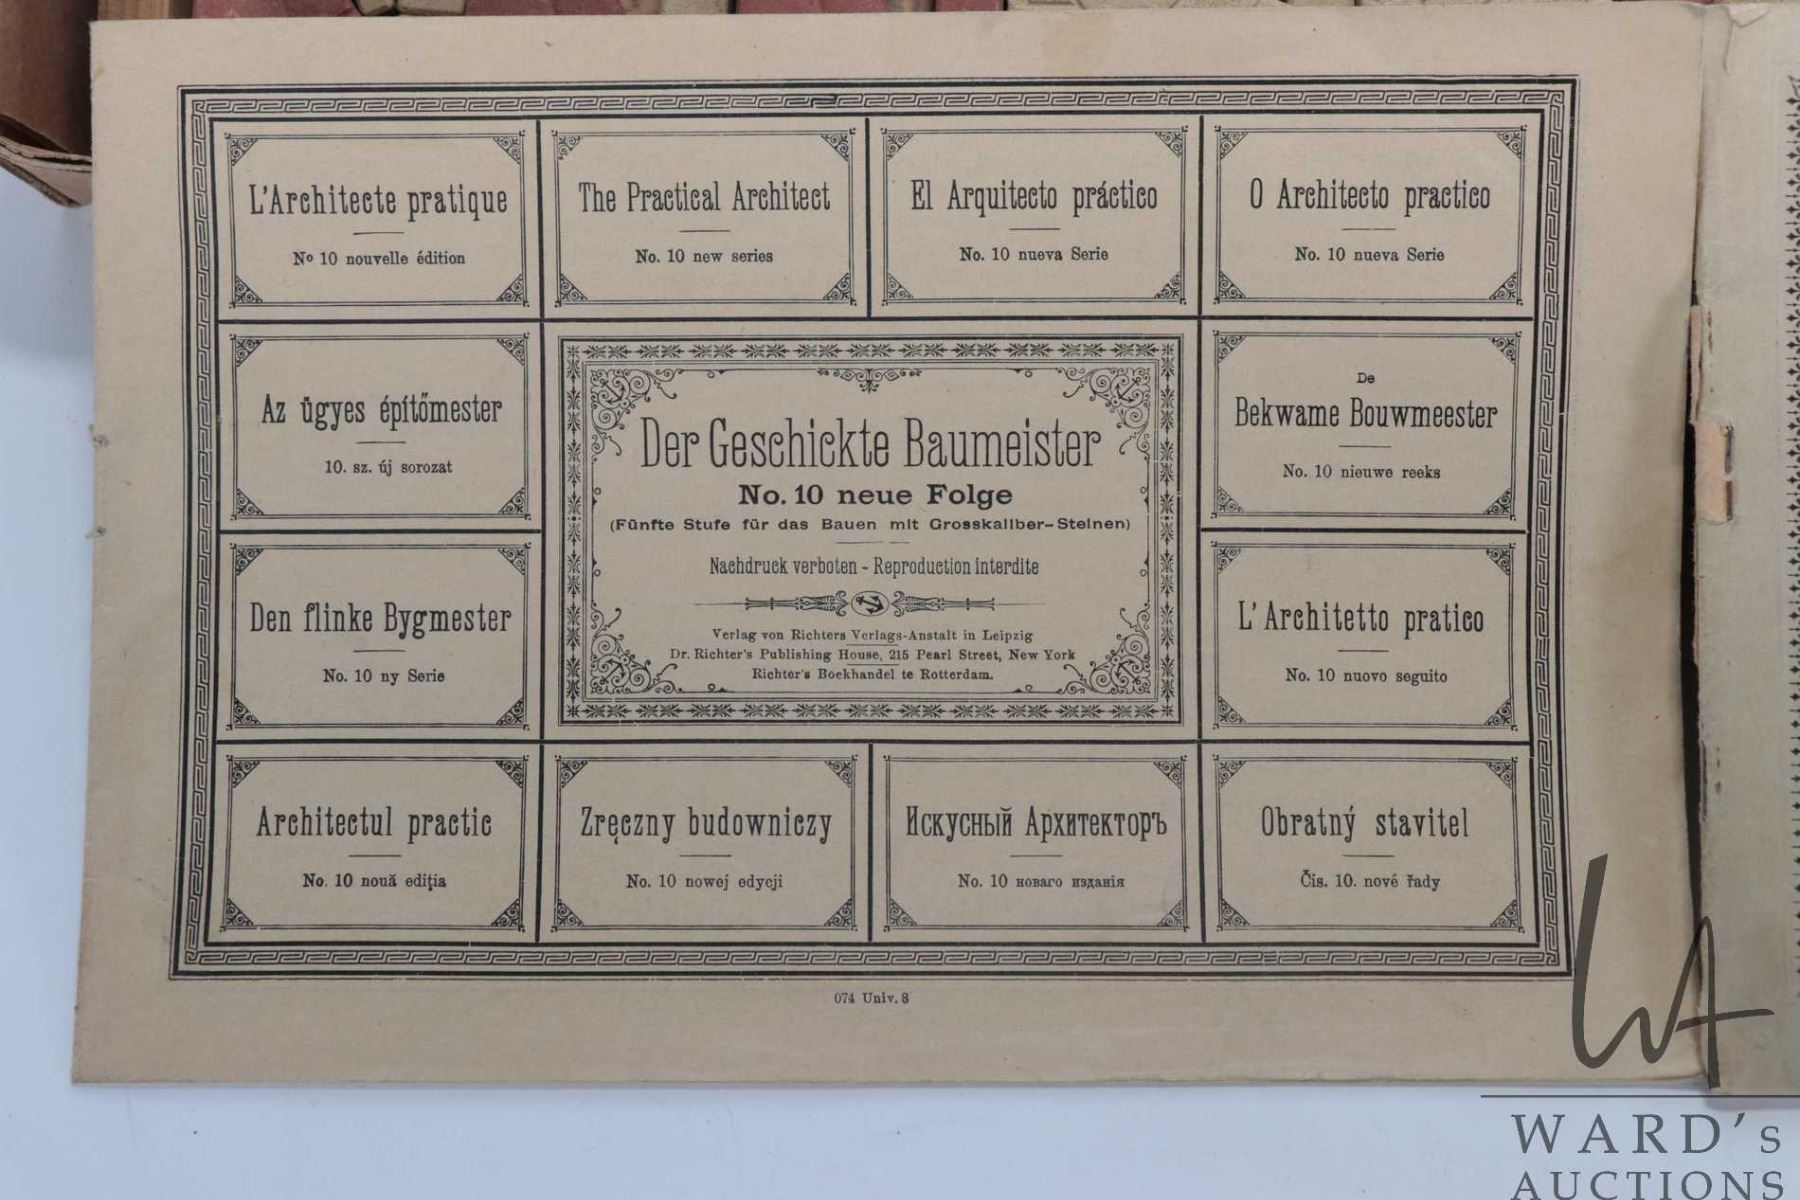 L'Architecte pratique
Nº 10 nouvelle édition
The Practical Architect
No. 10 new series
El Arquitecto práctico
No. 10 nueva Serie
O Architecto practico
No. 10 nueva Serie
Az ügyes építőmester
10. sz. új sorozat
Der Geschickte Baumeister
No. 10 neue Folge
(Fünfte Stufe für das Bauen mit Grosskaliber-Steinen)
Nachdruck verboten - Reproduction interdite
Verlag von Richters Verlags-Anstalt in Leipzig
Dr. Richter's Publishing House, 215 Pearl Street, New York
Richter's Boekhandel te Rotterdam.
De
Bekwame Bouwmeester
No. 10 nieuwe reeks
Den flinke Bygmester
No. 10 ny Serie
L' Architetto pratico
No. 10 nuovo seguito
Architectul practic
No. 10 nouă ediţia
Zręczny budowniczy
No. 10 nowej edycji
Искусный Архитекторъ
No. 10 новаго изданія
Obratný stavitel
Čis. 10. nové řady
074 Univ. 8
WA
WARD's
AUCTIONS